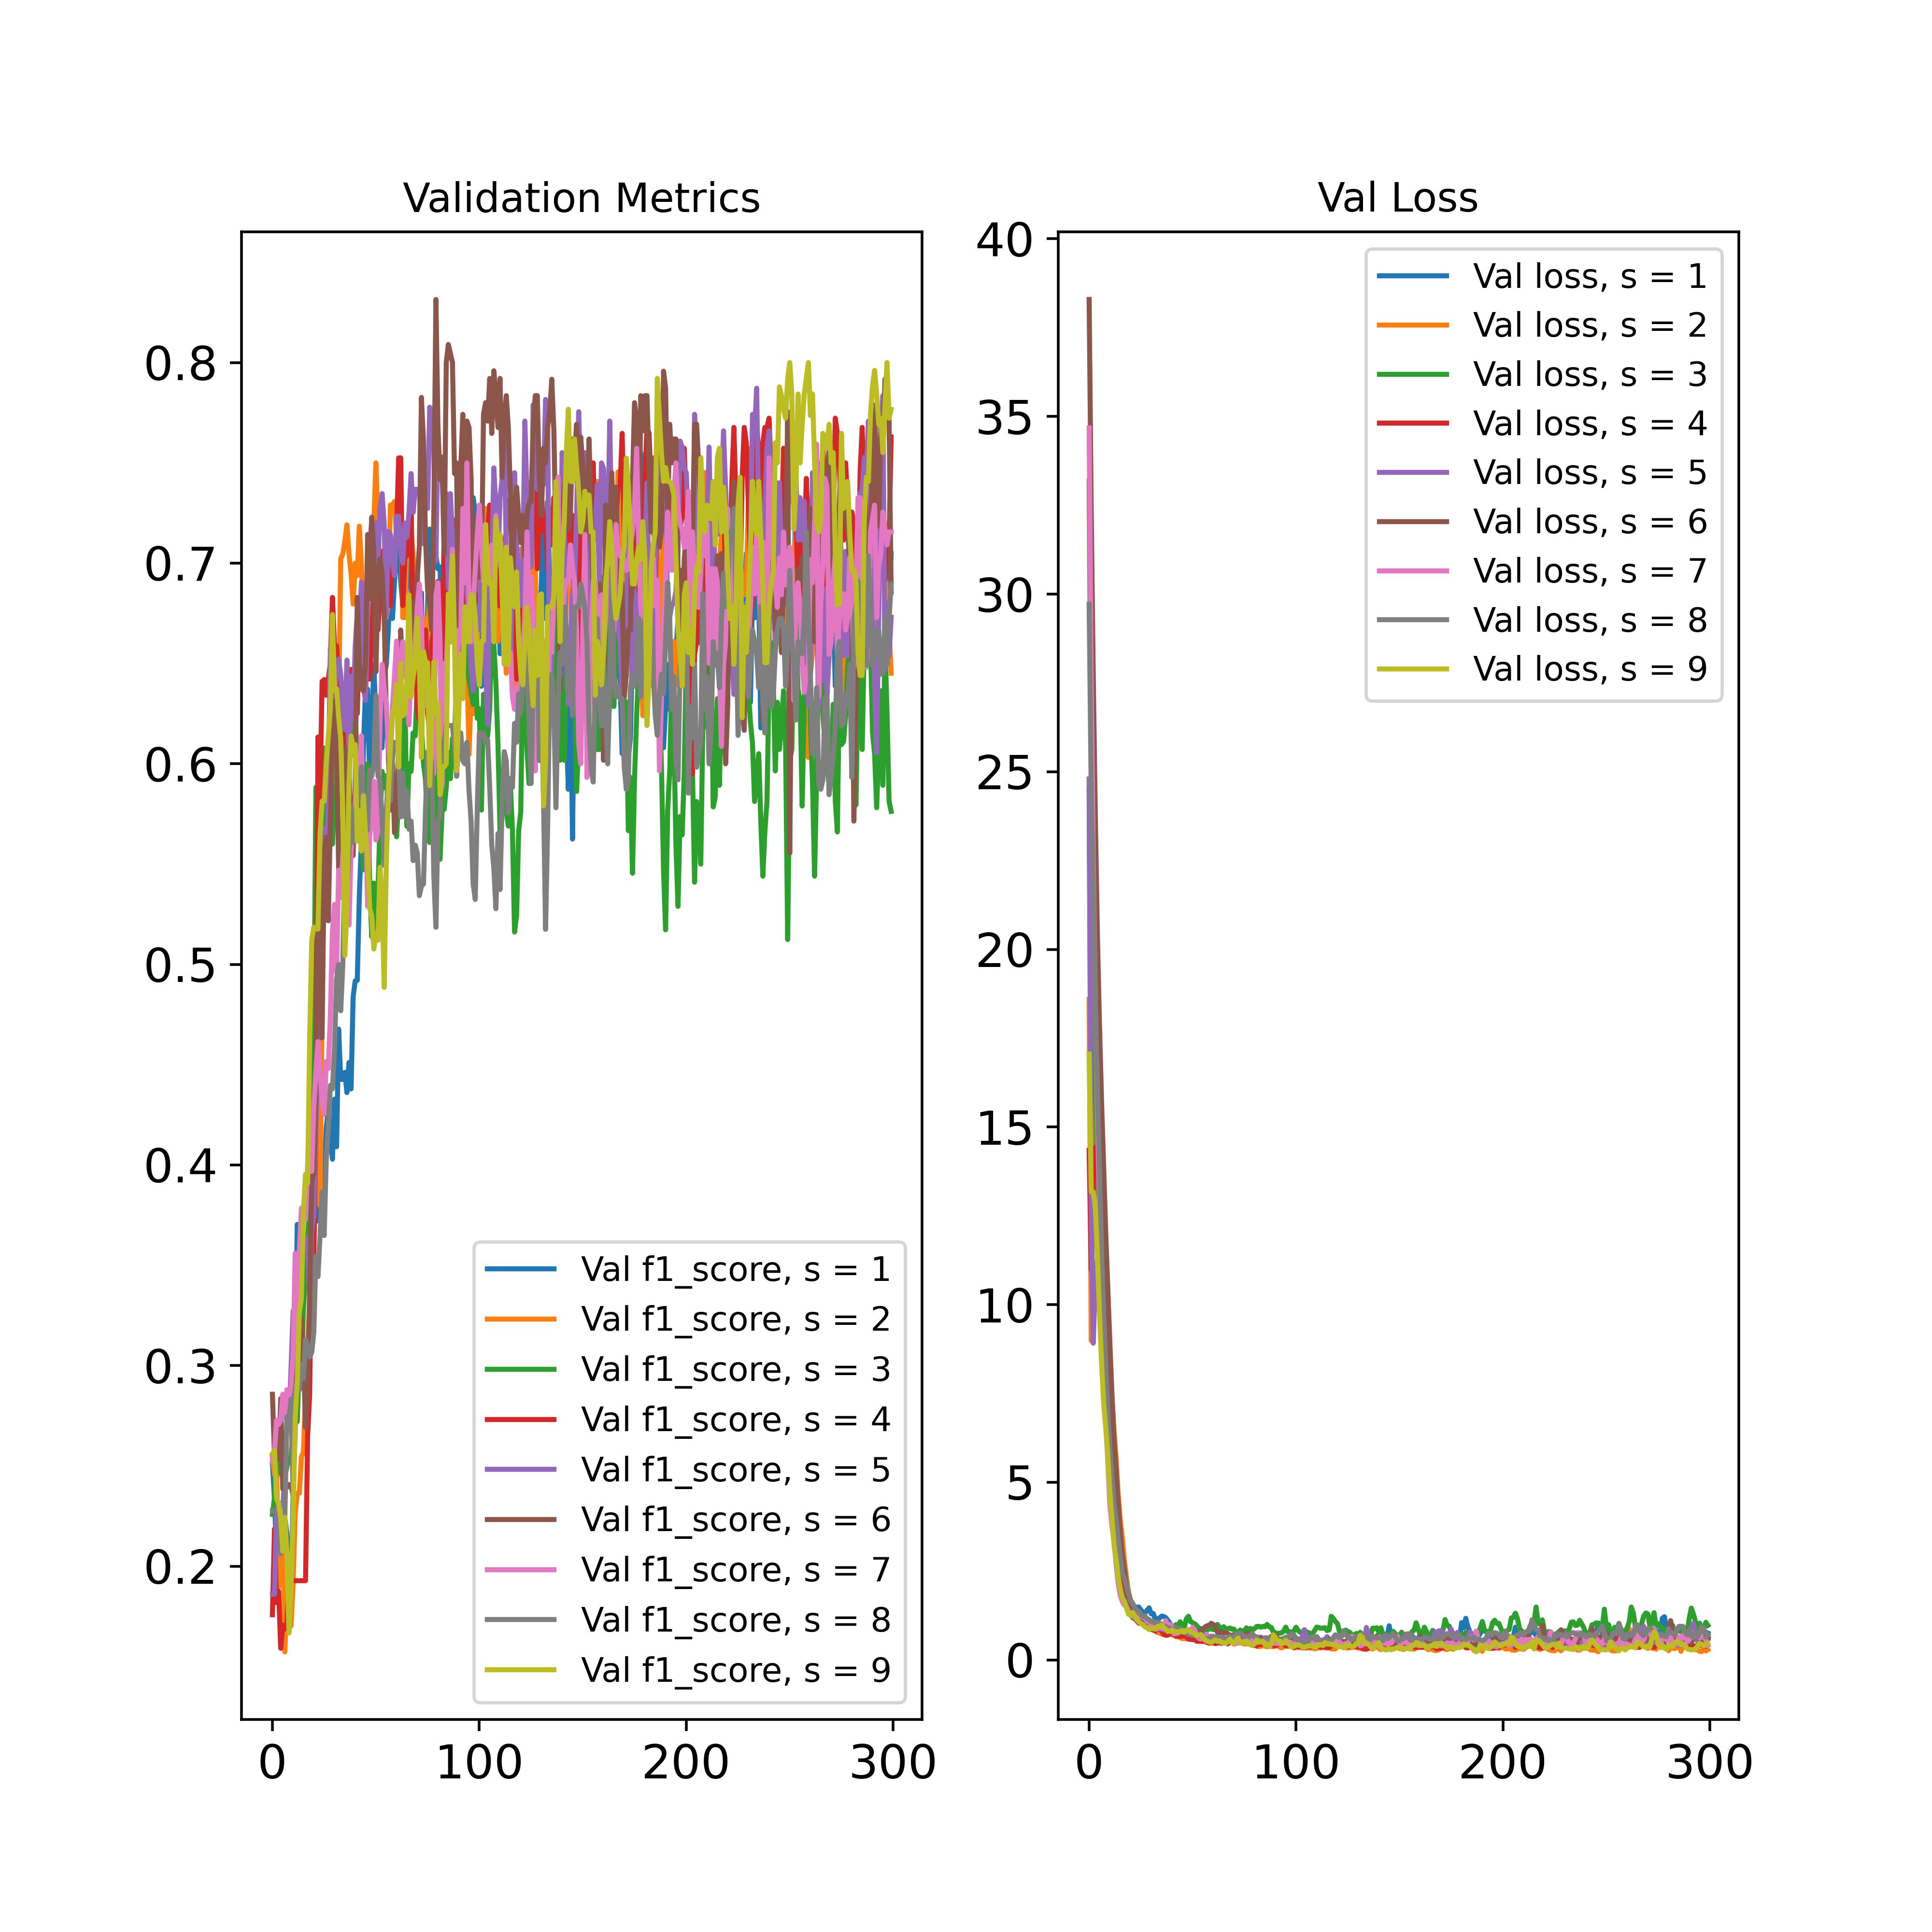 Validation Metrics
0.8
0.7
0.6
0.5
0.4
0.3
0.2
0 100 200 300
Val f1_score, s = 1
Val f1_score, s = 2
Val f1_score, s = 3
Val f1_score, s = 4
Val f1_score, s = 5
Val f1_score, s = 6
Val f1_score, s = 7
Val f1_score, s = 8
Val f1_score, s = 9
Val Loss
40
35
30
25
20
15
10
5
0
0 100 200 300
Val loss, s = 1
Val loss, s = 2
Val loss, s = 3
Val loss, s = 4
Val loss, s = 5
Val loss, s = 6
Val loss, s = 7
Val loss, s = 8
Val loss, s = 9